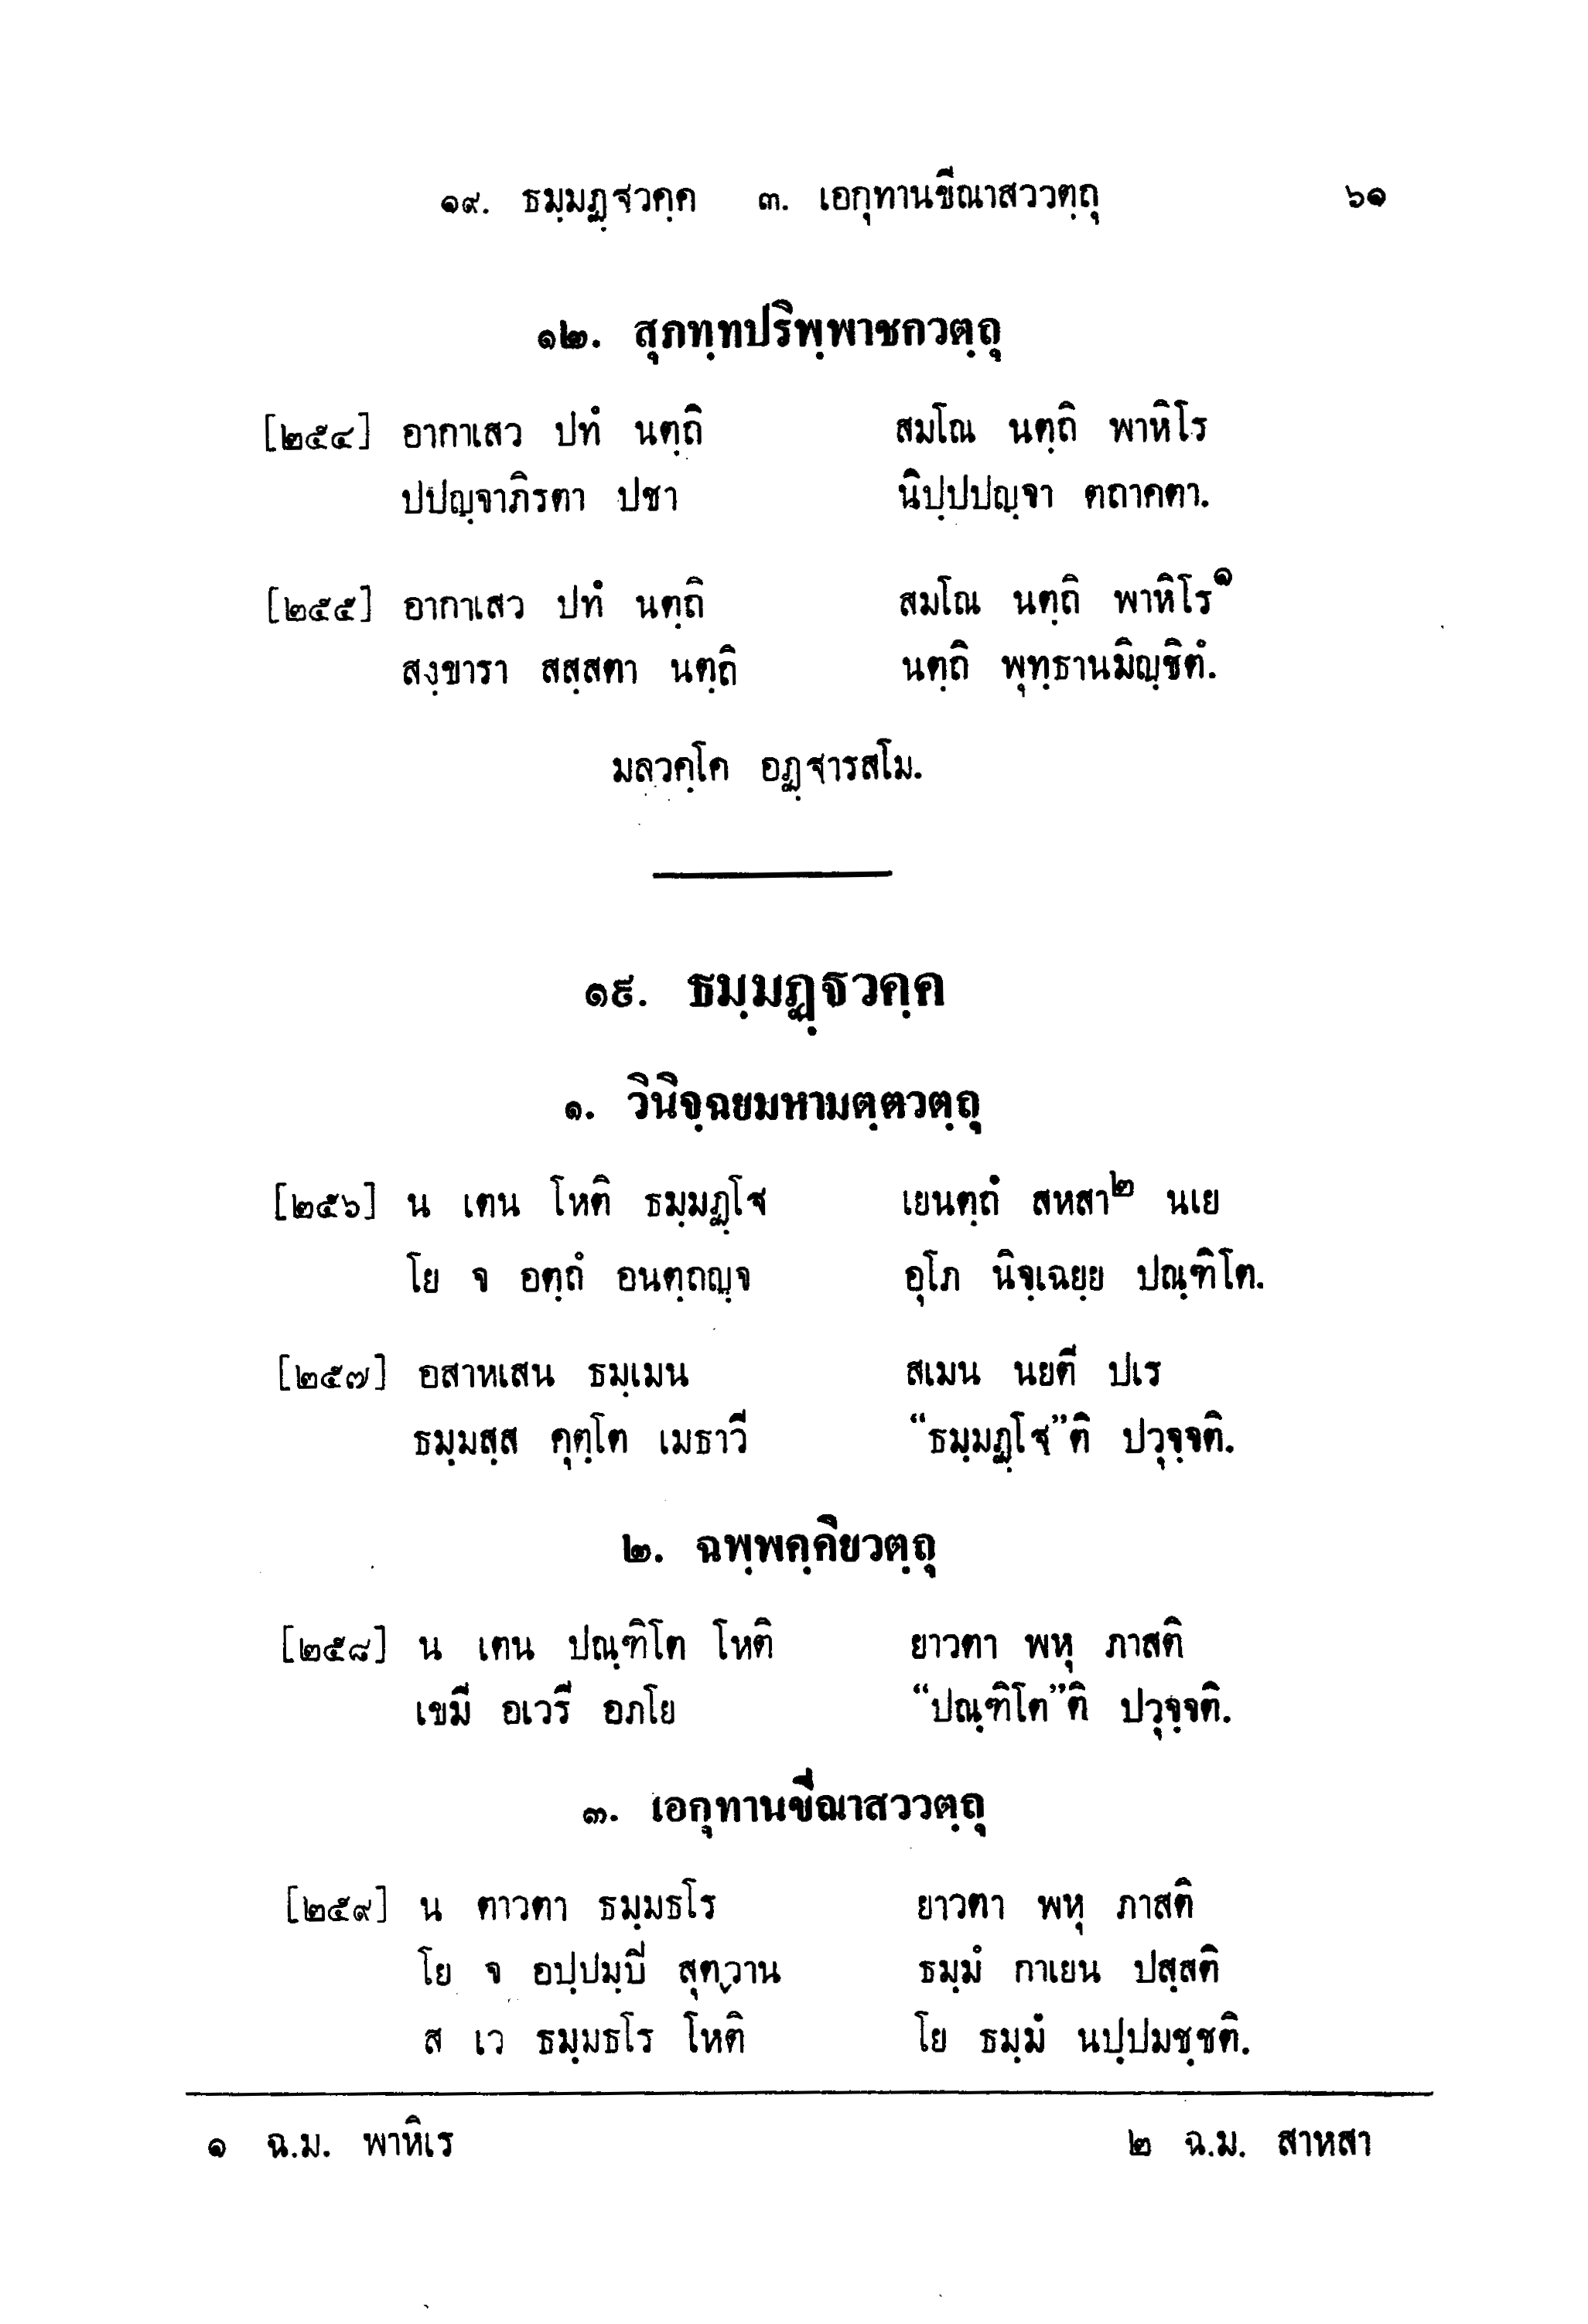 ๑๙. ธมฺมฏฺฐวคฺค ๓. เอกุทานขีณาสววตฺถุ ๖๑
๑๒. สุภทฺทปริพฺพาชกวตฺถุ
[๒๕๔] อากาเสว ปทํ นตฺถิ สมโณ นตฺถิ พาหิโร
ปปญฺจาภิรตา ปชา นิปฺปปญฺจา ตถาคตา.
[๒๕๕] อากาเสว ปทํ นตฺถิ สมโณ นตฺถิ พาหิโร๑
สงฺขารา สสฺสตา นตฺถิ นตฺถิ พุทฺธานมิญฺชิตํ.
มลวคฺโค อฏฺฐารสโม.
๑๙. ธมฺมฏฺฐวคฺค
๑. วินิจฺฉยมหามตฺตวตฺถุ
[๒๕๖] น เตน โหติ ธมฺมฏฺโฐ เยนตฺถํ สหสา๒ นเย
โย จ อตฺถํ อนตฺถญฺจ อุโภ นิจฺเฉยฺย ปณฺฑิโต.
[๒๕๗] อสาหเสน ธมฺเมน สเมน นยตี ปเร
ธมฺมสฺส คุตฺโต เมธาวี “ธมฺมฏฺโฐ”ติ ปวุจฺจติ.
๒. ฉพฺพคฺคิยวตฺถุ
[๒๕๘] น เตน ปณฺฑิโต โหติ ยาวตา พหุ ภาสติ
เขมี อเวรี อภโย “ปณฺฑิโต”ติ ปวุจฺจติ.
๓. เอกุทานขีณาสววตฺถุ
[๒๕๙] น ตาวตา ธมฺมธโร ยาวตา พหุ ภาสติ
โย จ อปฺปมฺปิ สุตฺวาน ธมฺมํ กาเยน ปสฺสติ
ส เว ธมฺมธโร โหติ โย ธมฺมํ นปฺปมชฺชติ.
๑ ฉ.ม. พาหิเร ๒ ฉ.ม. สาหสา